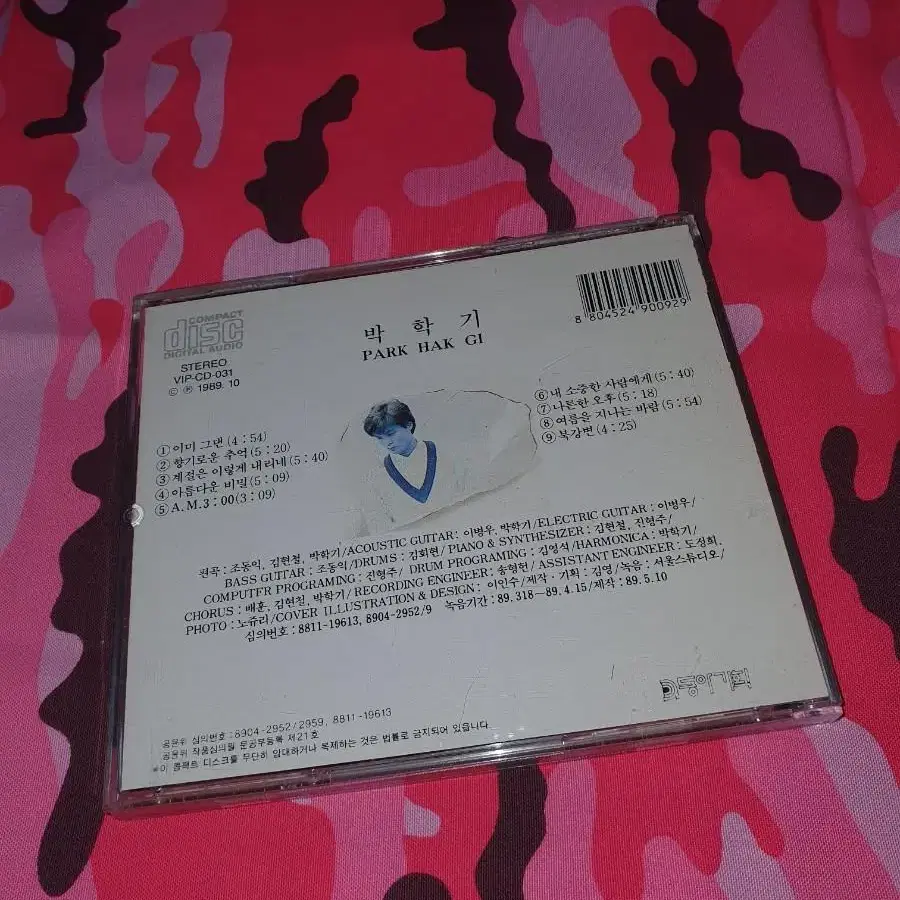 COMPACT
disc
DIGITAL AUDIO
STEREO
VIP-CD-031
© ℗ 1989. 10
박 학 기
PARK HAK GI
8 804524 900929
① 이미 그댄(4 : 54)
② 향기로운 추억(5 : 20)
③ 계절은 이렇게 내리네(5 : 40)
④ 아름다운 비밀(5 : 09)
⑤ A.M.3 : 00(3 : 09)
⑥ 내 소중한 사람에게(5 : 40)
⑦ 나른한 오후(5 : 18)
⑧ 여름을 지나는 바람(5 : 54)
⑨ 북강변(4 : 25)
편곡 : 조동익, 김현철, 박학기/ACOUSTIC GUITAR : 이병우, 박학기/ELECTRIC GUITAR : 이병우/
BASS GUITAR : 조동익/DRUMS : 김희현/PIANO & SYNTHESIZER : 김현철, 진형주/
COMPUTFR PROGRAMING : 진형주/ DRUM PROGRAMING : 김영석/HARMONICA : 박학기/
CHORUS : 배훈, 김현철, 박학기/RECORDING ENGINEER; 송형헌/ ASSISTANT ENGINEER : 도정회,
PHOTO : 노쥬리/COVER ILLUSTRATION & DESIGN : 이인수/제작·기획 : 김영/녹음 : 서울스튜디오/
심의번호 : 8811-19613, 8904-2952/9 녹음기간 : 89.318—89.4.15/제작 : 89.5.10
동아기획
공윤위 심의번호 : 8904-2952/2959, 8811-19613
공윤위 작품심의필 문공부등록 제21호
*이 콤팩트 디스크를 무단히 임대하거나 복제하는 것은 법률로 금지되어 있읍니다.